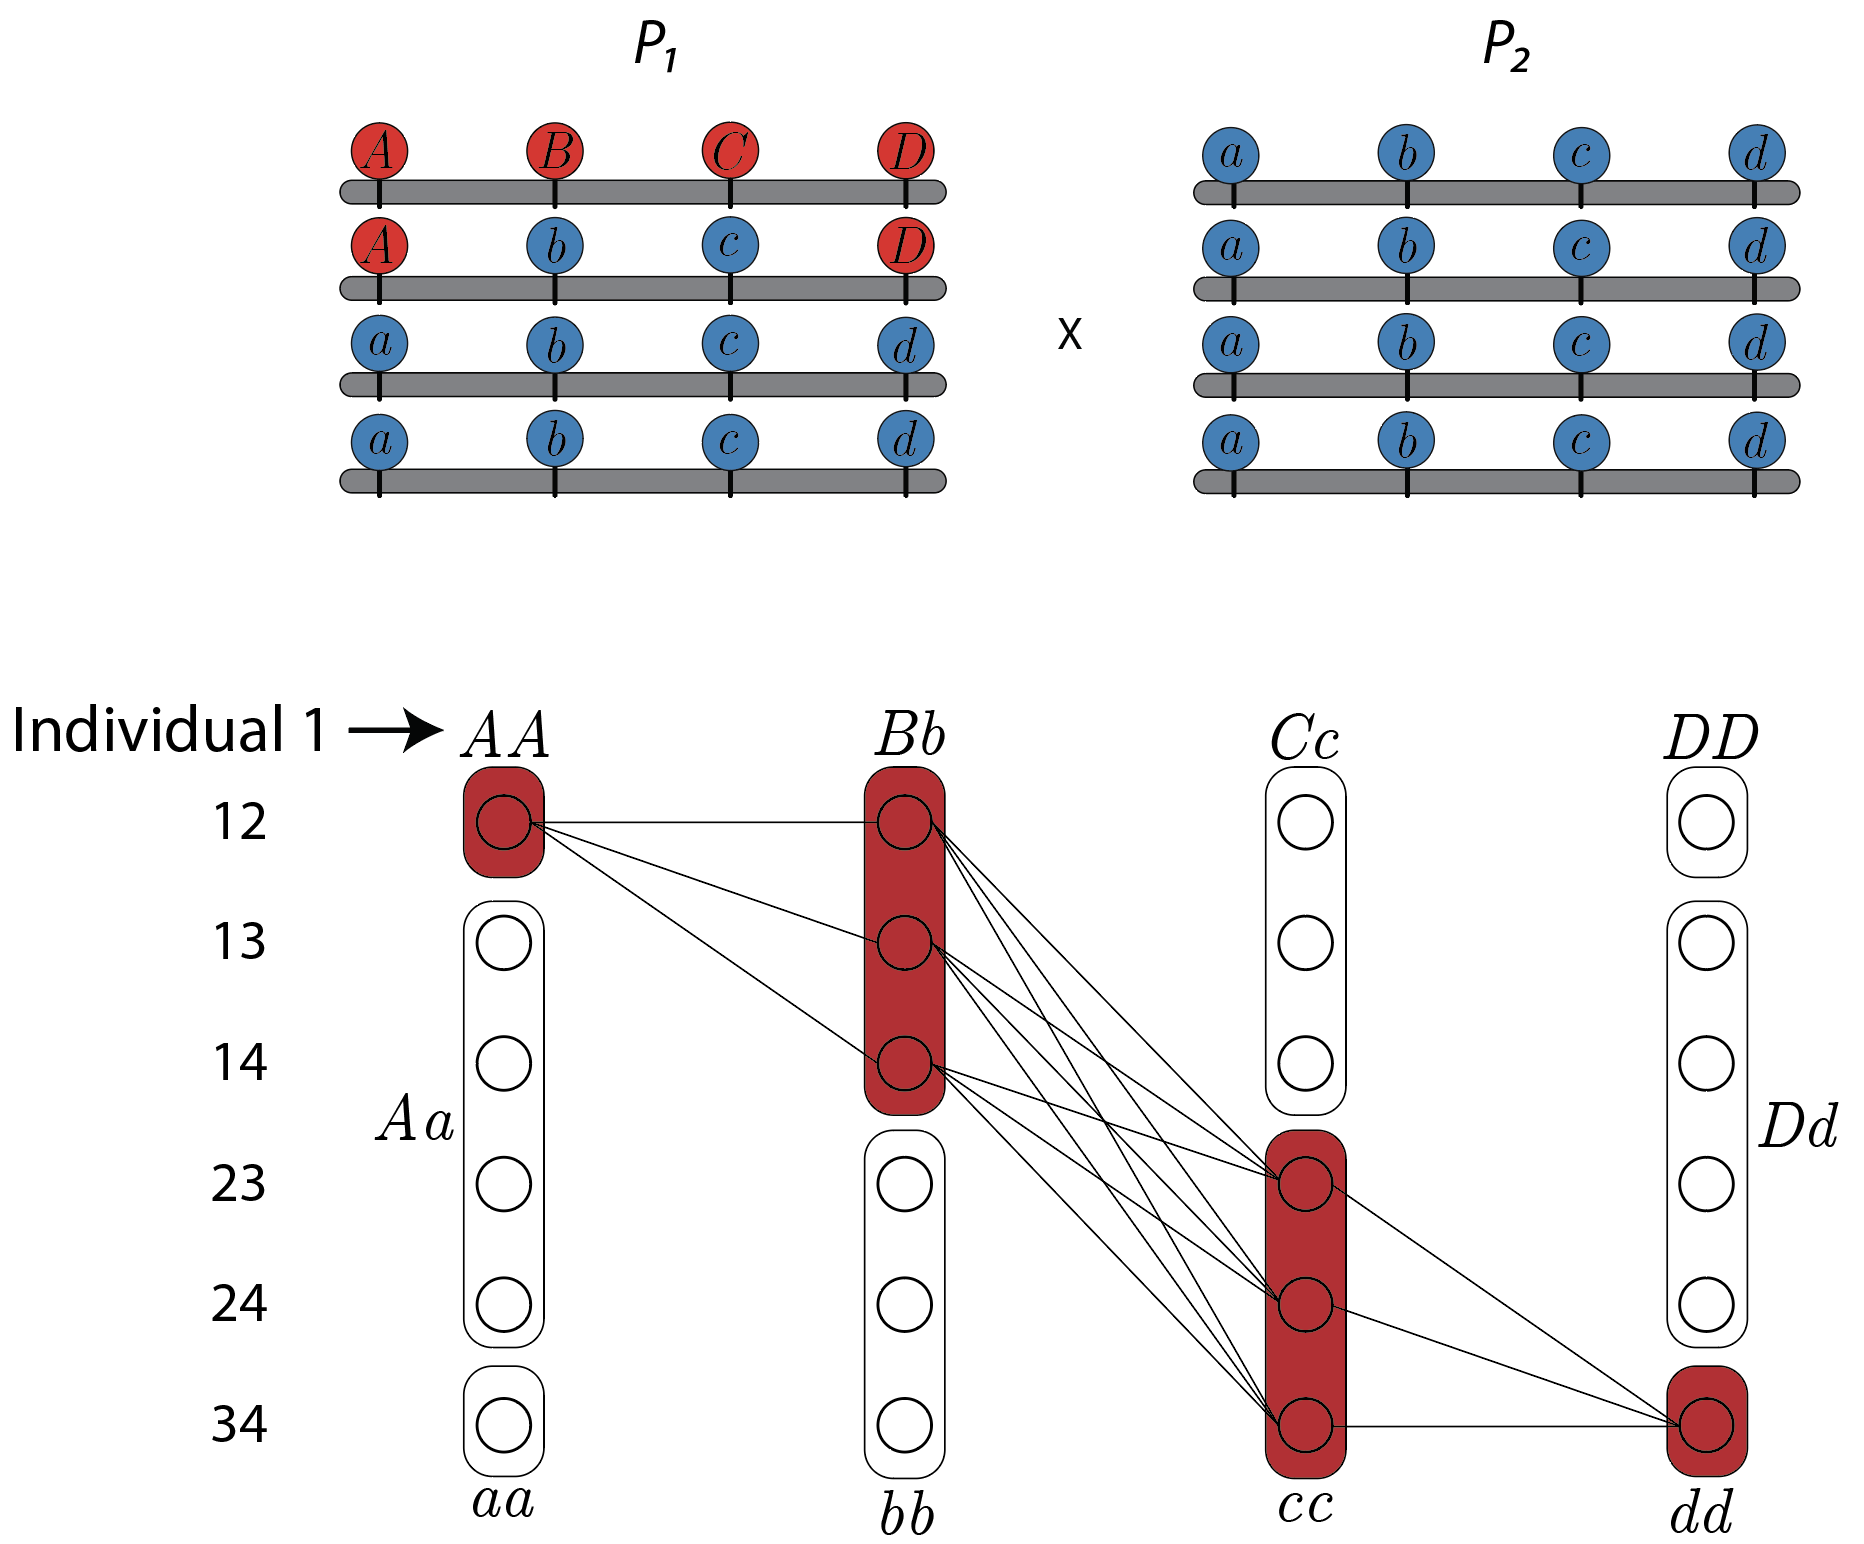 P1 P2
A B C D a b c d
A b c D a b c d
X
a b c d a b c d
a b c d a b c d
Individual 1 AA Bb Cc DD
12
13
14
Aa Dd
23
24
34
aa bb cc dd